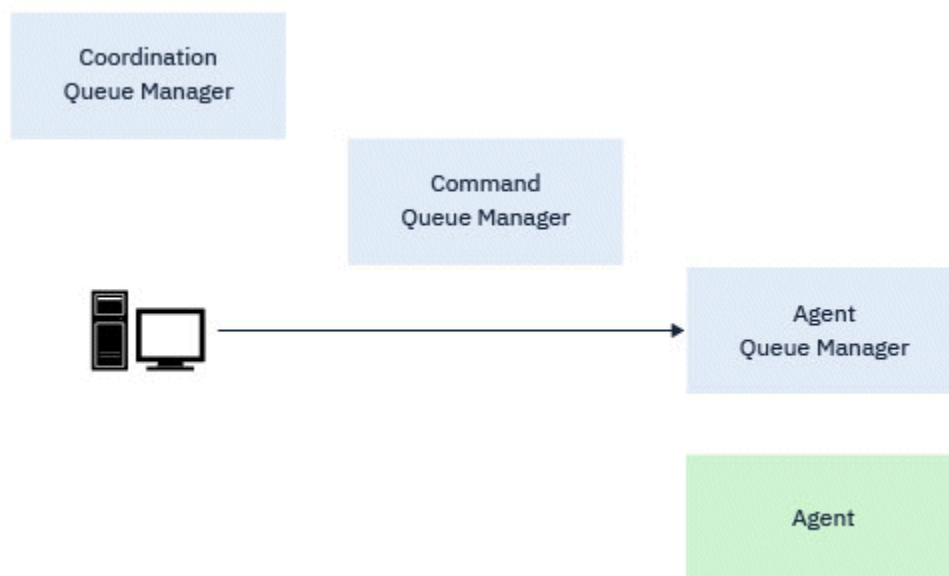 Coordination
Queue Manager
Command
Queue Manager
Agent
Queue Manager
Agent